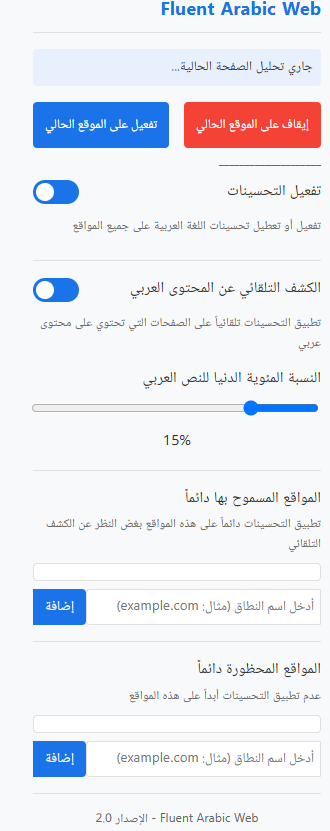 Fluent Arabic Web
جاري تحليل الصفحة الحالية...
إيقاف على الموقع الحالي
تفعيل على الموقع الحالي
تفعيل التحسينات
تفعيل أو تعطيل تحسينات اللغة العربية على جميع المواقع
الكشف التلقائي عن المحتوى العربي
تطبيق التحسينات تلقائياً على الصفحات التي تحتوي على محتوى
عربي
النسبة المئوية الدنيا للنص العربي
15%
المواقع المسموح بها دائماً
تطبيق التحسينات دائماً على هذه المواقع بغض النظر عن الكشف
التلقائي
أدخل اسم النطاق (مثال: example.com)
إضافة
المواقع المحظورة دائماً
عدم تطبيق التحسينات أبداً على هذه المواقع
أدخل اسم النطاق (مثال: example.com)
إضافة
Fluent Arabic Web - الإصدار 2.0